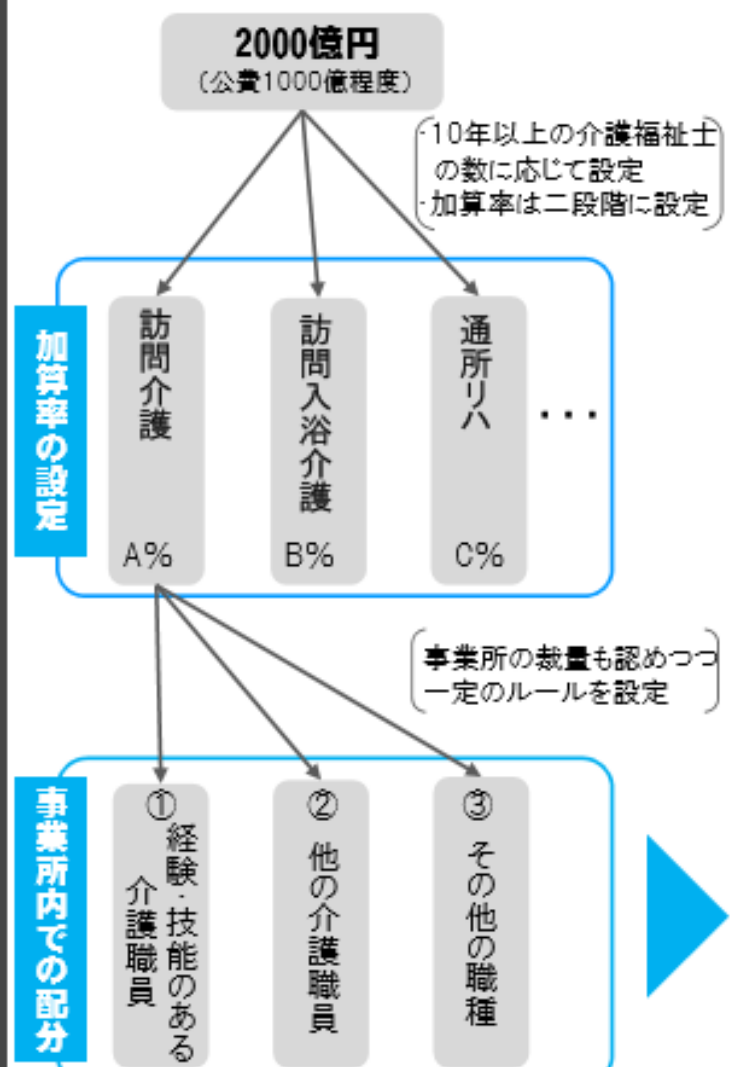 2000億円
(公費1000億程度)
・10年以上の介護福祉士
の数に応じて設定
・加算率は二段階に設定
加算率の設定
訪問介護
A%
訪問入浴介護
B%
通所リハ
C%
・・・
事業所の裁量も認めつつ
一定のルールを設定
事業所内での配分
①
経験・技能のある
介護職員
②
他の介護職員
③
その他の職種